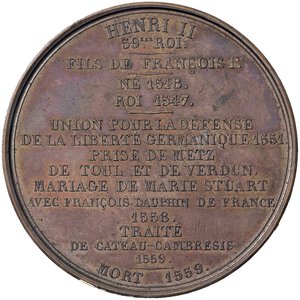 HENRI II
59ME ROI.
FILS DE FRANÇOIS IR
NÉ 1518.
ROI 1547.
UNION POUR LA DÉFENSE
DE LA LIBERTÉ GERMANIQUE 1551.
PRISE DE METZ
DE TOUL ET DE VERDUN.
MARIAGE DE MARIE STUART
AVEC FRANÇOIS DAUPHIN DE FRANCE
1558.
TRAITÉ
DE CATEAU-CAMBRESIS
1559.
MORT 1559.